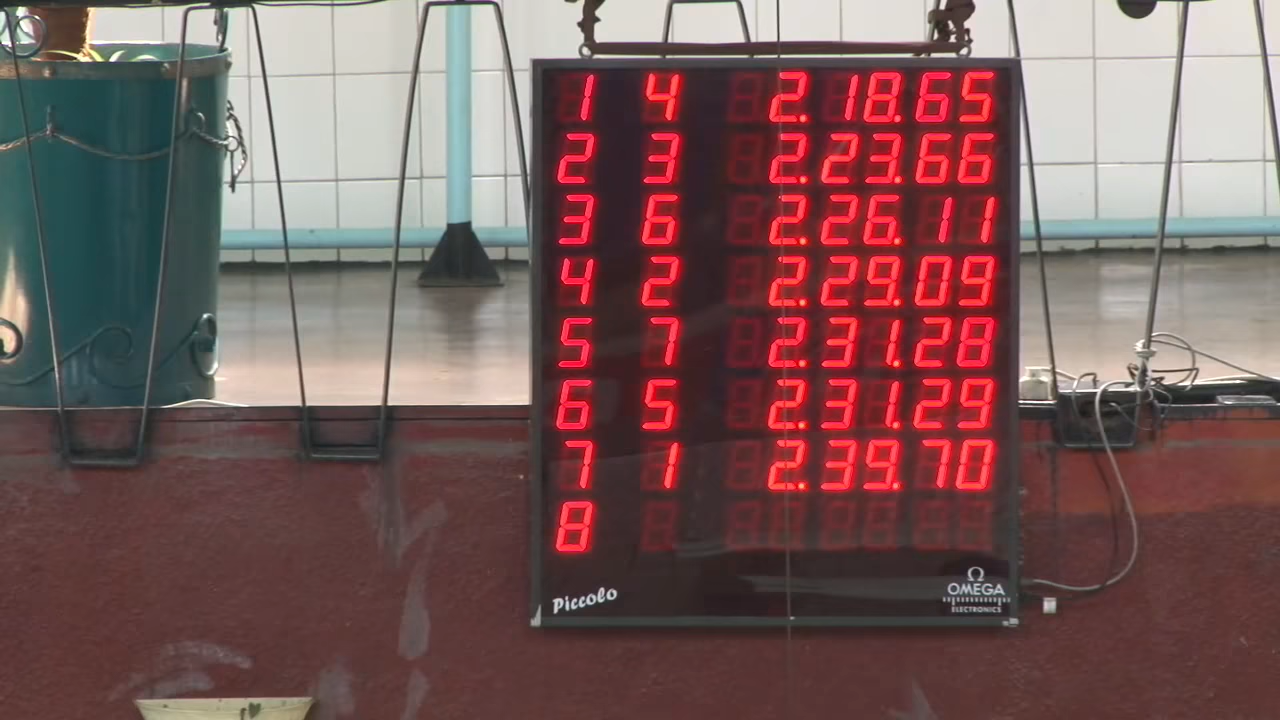 1 4 2.18.65
2 3 2.23.66
3 6 2.26.11
4 2 2.29.09
5 7 2.31.28
6 5 2.31.29
7 1 2.39.70
8
Piccolo
Ω
OMEGA
ELECTRONICS